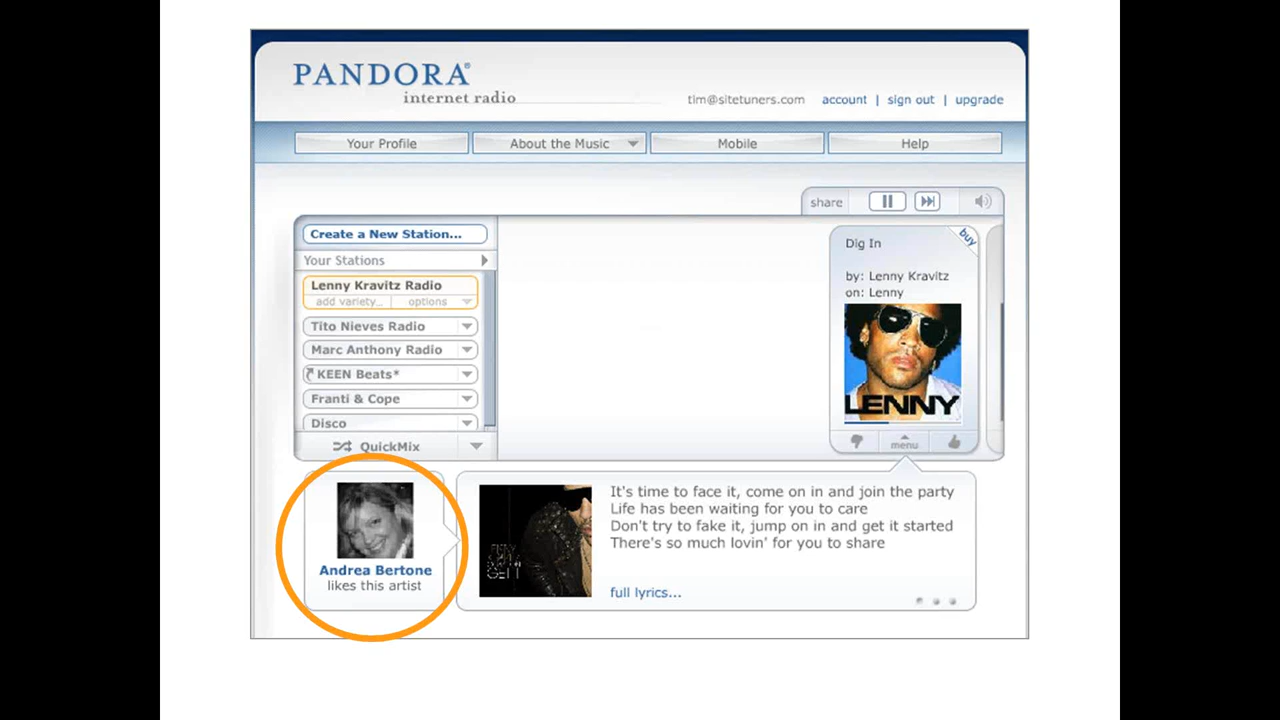 PANDORA®
internet radio
tim@sitetuners.com account | sign out | upgrade
Your Profile About the Music Mobile Help
share
Create a New Station...
Your Stations
Lenny Kravitz Radio
add variety... options
Tito Nieves Radio
Marc Anthony Radio
KEEN Beats*
Franti & Cope
Disco
QuickMix
buy
Dig In
by: Lenny Kravitz
on: Lenny
LENNY
menu
Andrea Bertone
likes this artist
It's time to face it, come on in and join the party
Life has been waiting for you to care
Don't try to fake it, jump on in and get it started
There's so much lovin' for you to share
full lyrics...